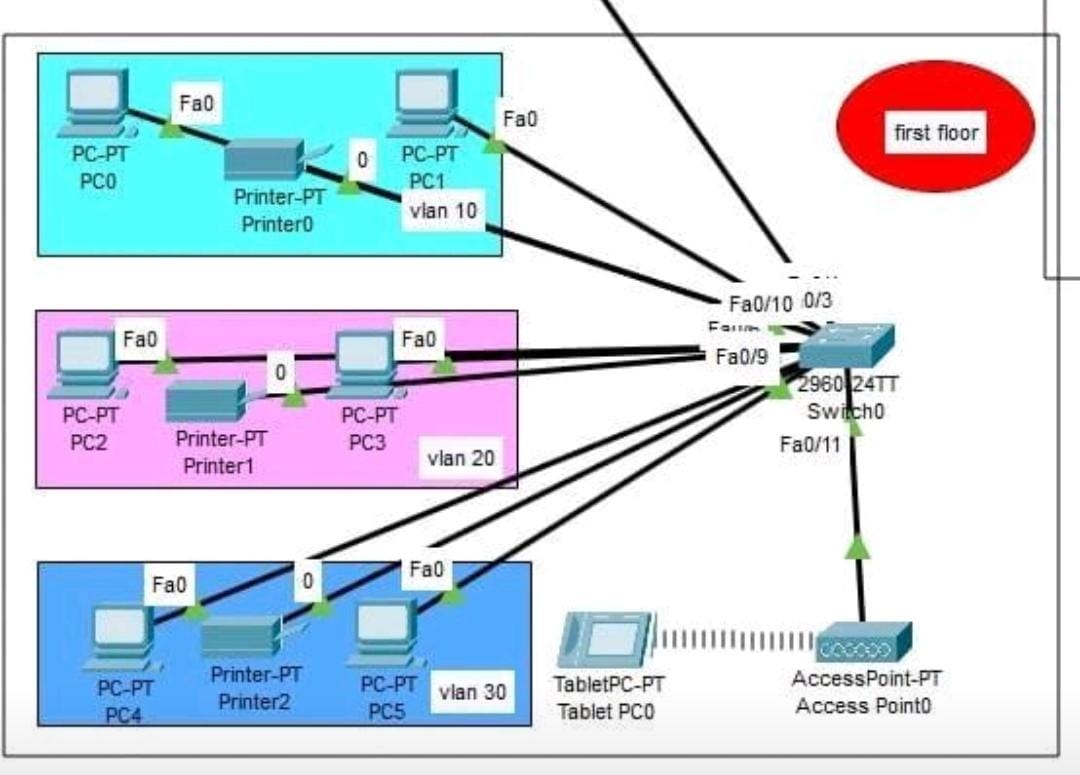 Fa0
PC-PT
PC0
0
Printer-PT
Printer0
PC-PT
PC1
Fa0
vlan 10
first floor
Fa0
PC-PT
PC2
0
Printer-PT
Printer1
Fa0
PC-PT
PC3
vlan 20
Fa0/10
0/3
Fa0/9
2960-24TT
Switch0
Fa0/11
Fa0
PC-PT
PC4
0
Printer-PT
Printer2
Fa0
PC-PT
PC5
vlan 30
TabletPC-PT
Tablet PC0
AccessPoint-PT
Access Point0